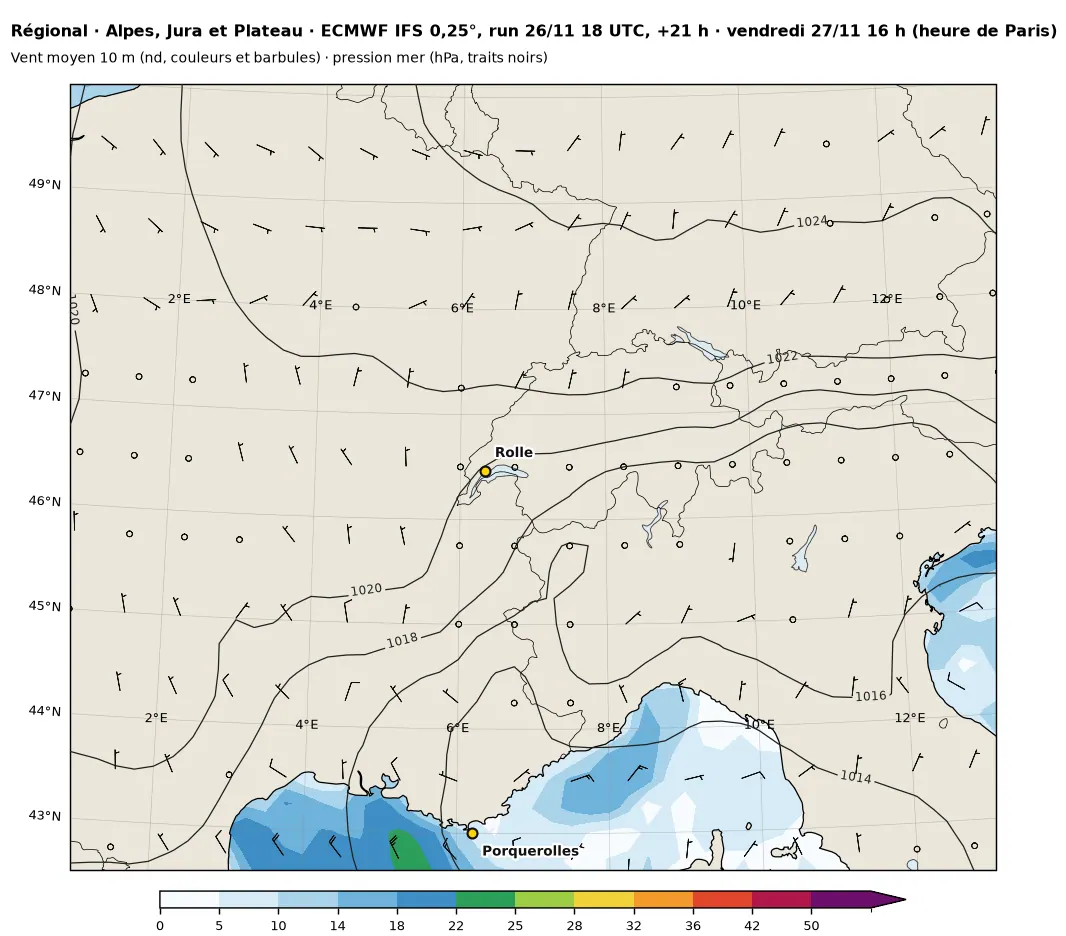 Régional · Alpes, Jura et Plateau · ECMWF IFS 0,25°, run 26/11 18 UTC, +21 h · vendredi 27/11 16 h (heure de Paris)
Vent moyen 10 m (nd, couleurs et barbules) · pression mer (hPa, traits noirs)
49°N
1024
48°N
2°E 4°E 6°E 8°E 10°E 12°E
1020
1022
47°N
Rolle
46°N
1020
45°N
1018
1016
44°N
2°E 4°E 6°E 8°E 10°E 12°E
1014
43°N
Porquerolles
0 5 10 14 18 22 25 28 32 36 42 50